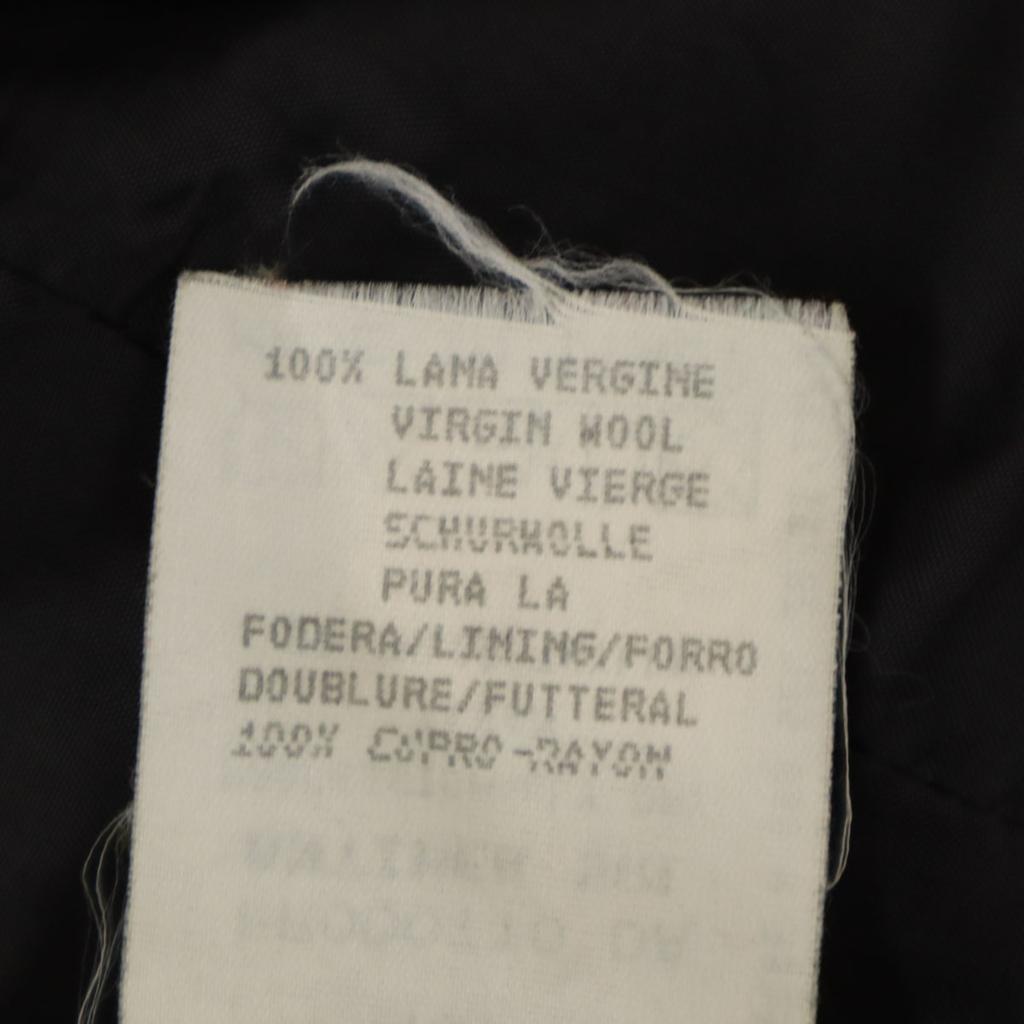 100% LANA VERGINE
VIRGIN WOOL
LAINE VIERGE
SCHURWOLLE
PURA LA
FODERA/LINING/FORRO
DOUBLURE/FUTTERAL
100% CUPRO-RAYON